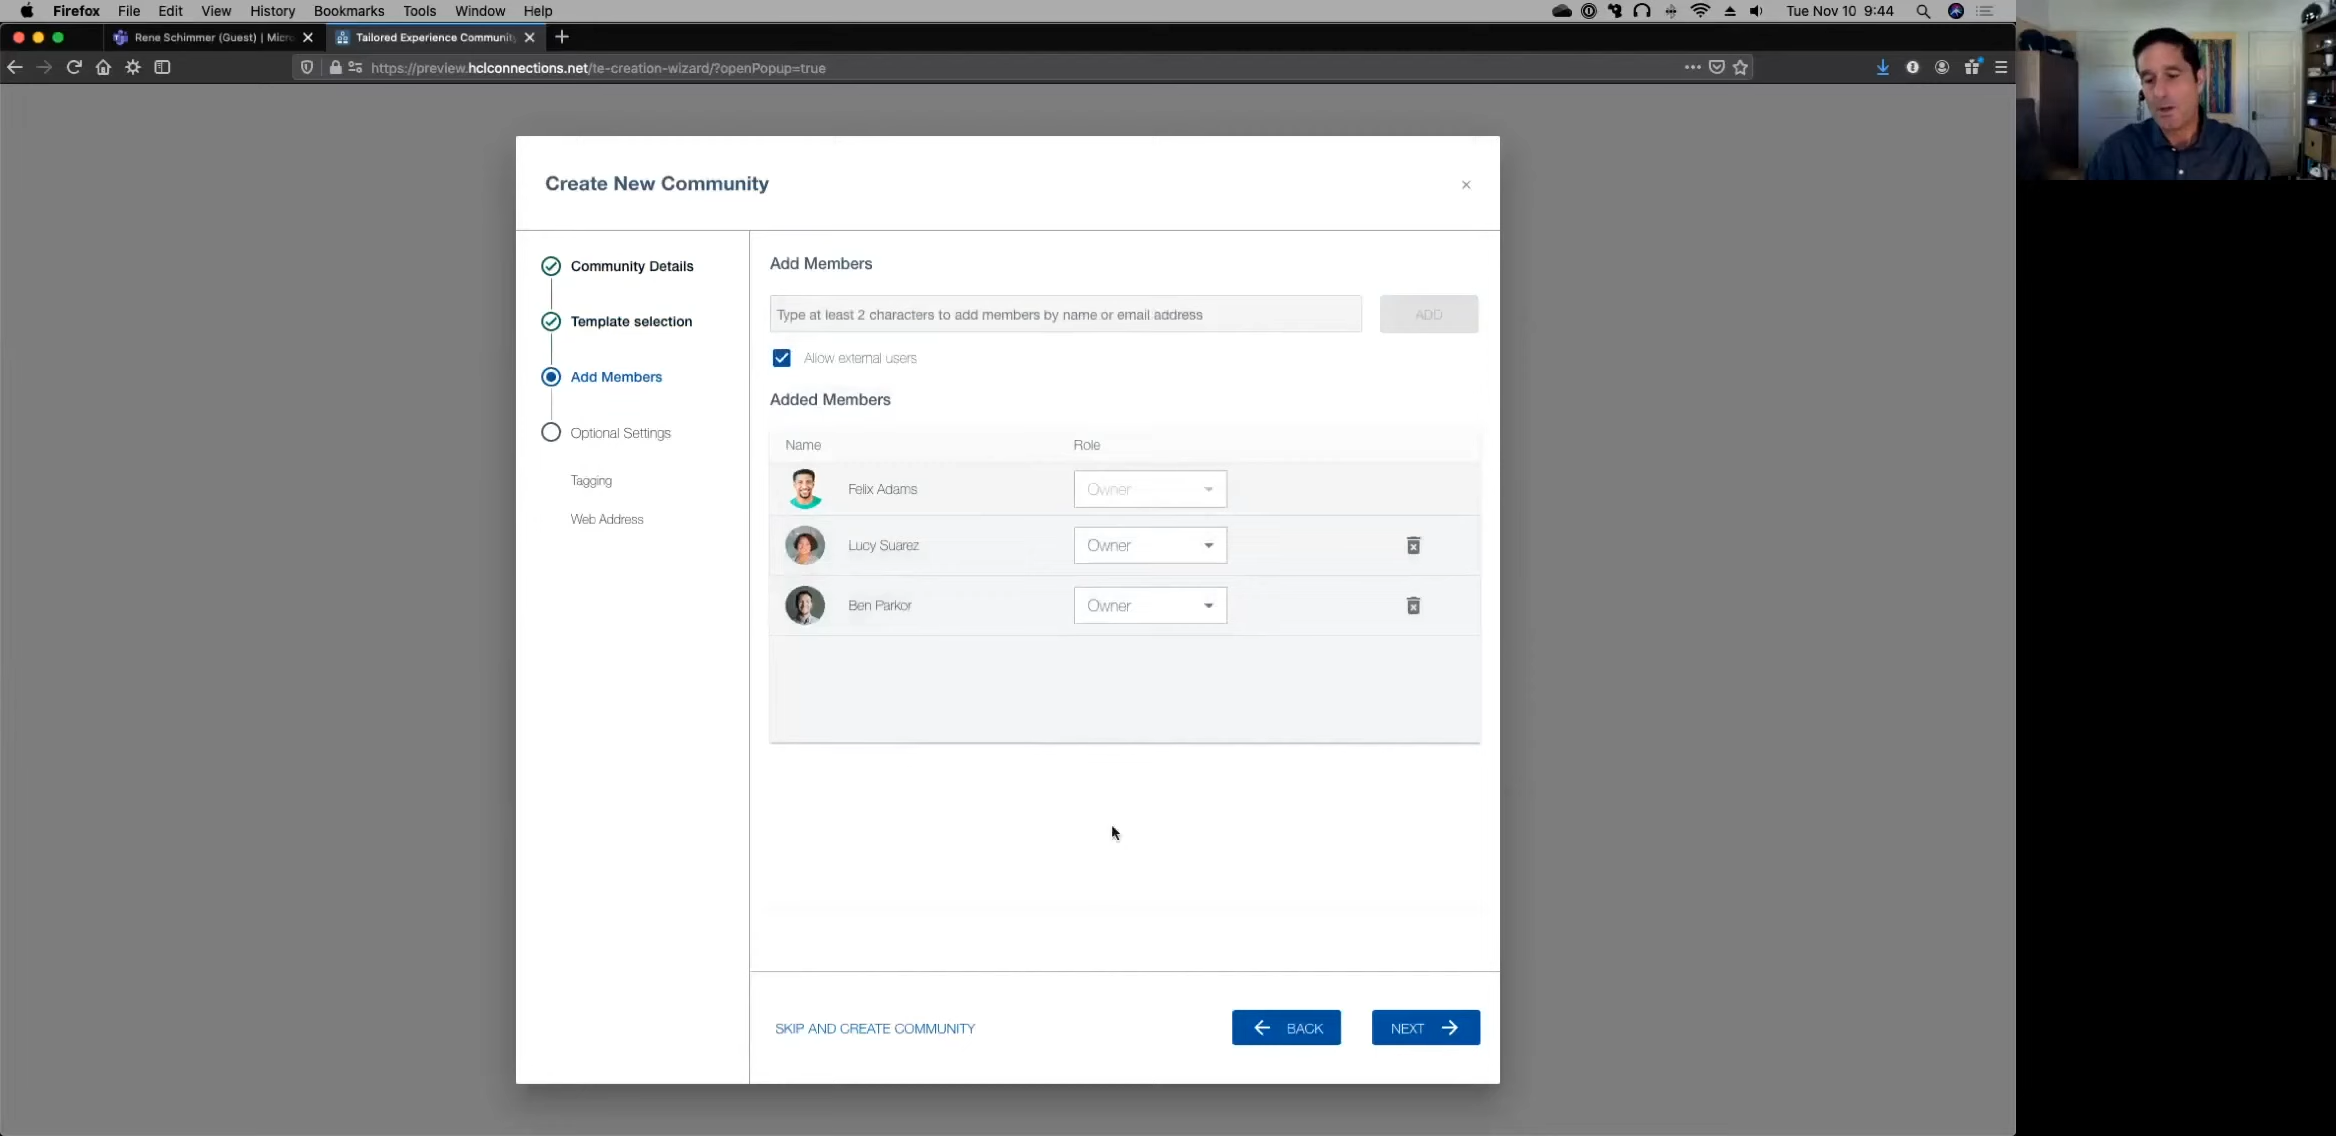 Firefox File Edit View History Bookmarks Tools Window Help Tue Nov 10 9:44
Rene Schimmer (Guest) | Micro Tailored Experience Community
https://preview.hclconnections.net/te-creation-wizard/?openPopup=true
Create New Community
Community Details
Template selection
Add Members
Optional Settings
Tagging
Web Address
Add Members
Type at least 2 characters to add members by name or email address ADD
Allow external users
Added Members
Name Role
Felix Adams Owner
Lucy Suarez Owner
Ben Parkor Owner
SKIP AND CREATE COMMUNITY BACK NEXT